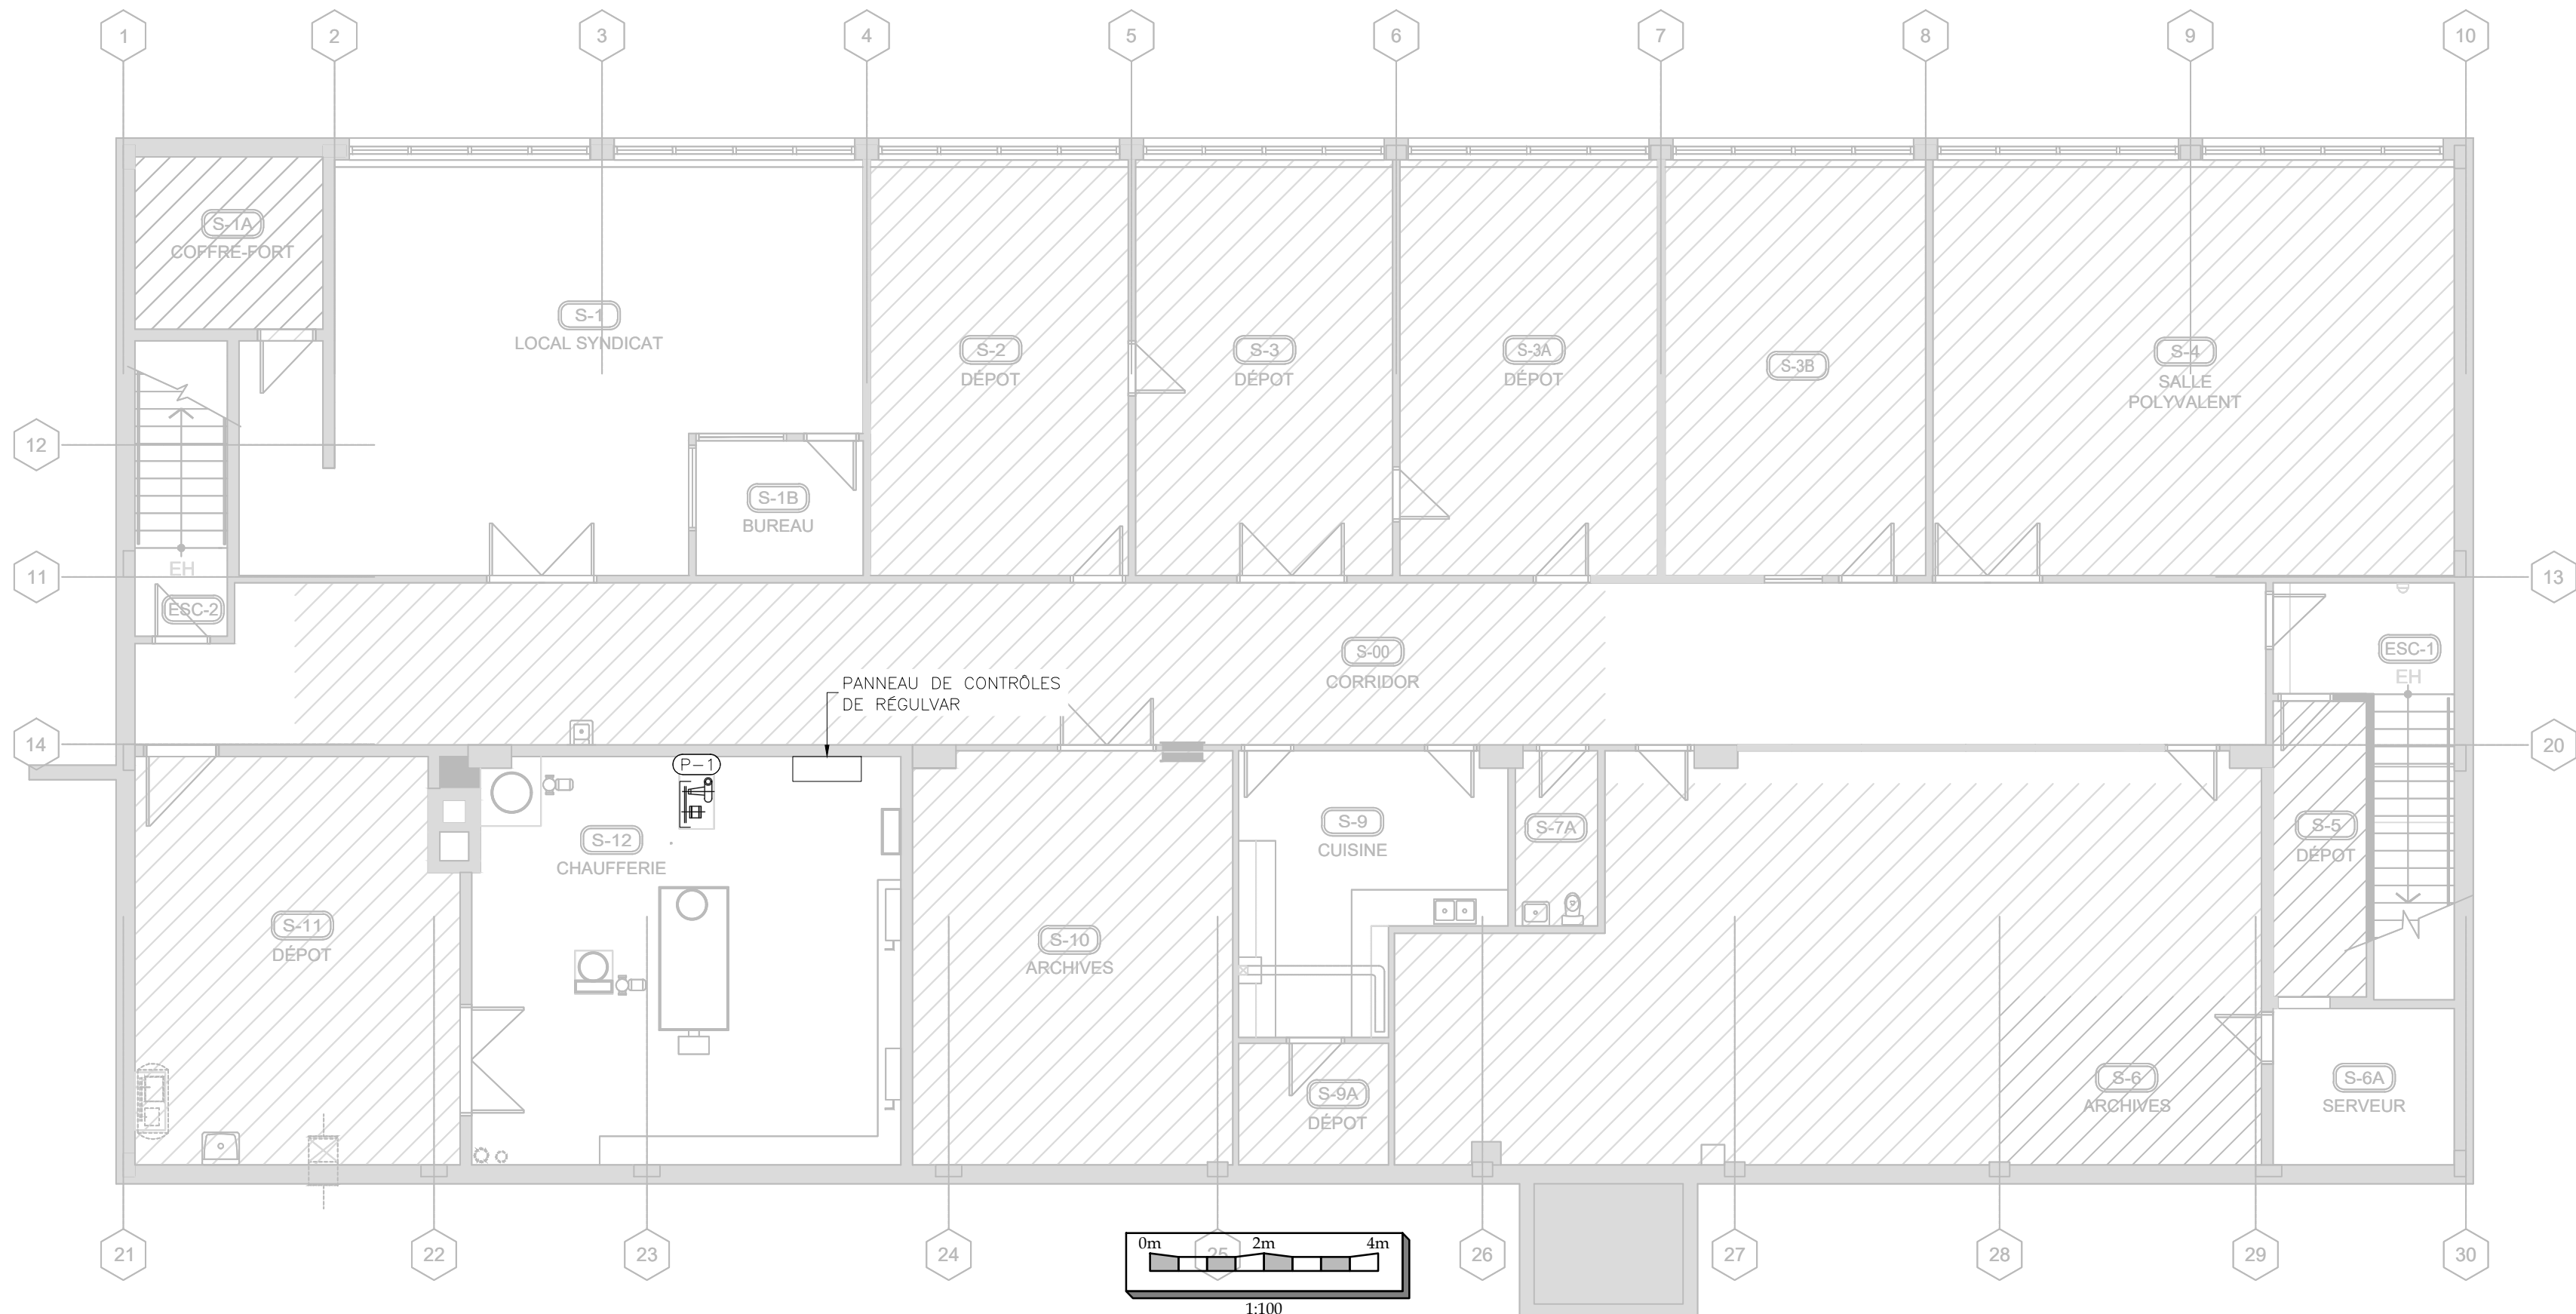 1 2 3 4 5 6 7 8 9 10
S-1A
COFFRE-FORT
S-1
LOCAL SYNDICAT
S-2
DÉPOT
S-3
DÉPOT
S-3A
DÉPOT
S-3B
S-4
SALLE
POLYVALENT
12
S-1B
BUREAU
11
EH
ESC-2
13
S-00
CORRIDOR
ESC-1
EH
PANNEAU DE CONTRÔLES
DE RÉGULVAR
14
20
P-1
S-12
CHAUFFERIE
S-9
CUISINE
S-7A
S-5
DÉPOT
S-11
DÉPOT
S-10
ARCHIVES
S-9A
DÉPOT
S-6
ARCHIVES
S-6A
SERVEUR
21 22 23 24 25 26 27 28 29 30
0m 2m 4m
1:100